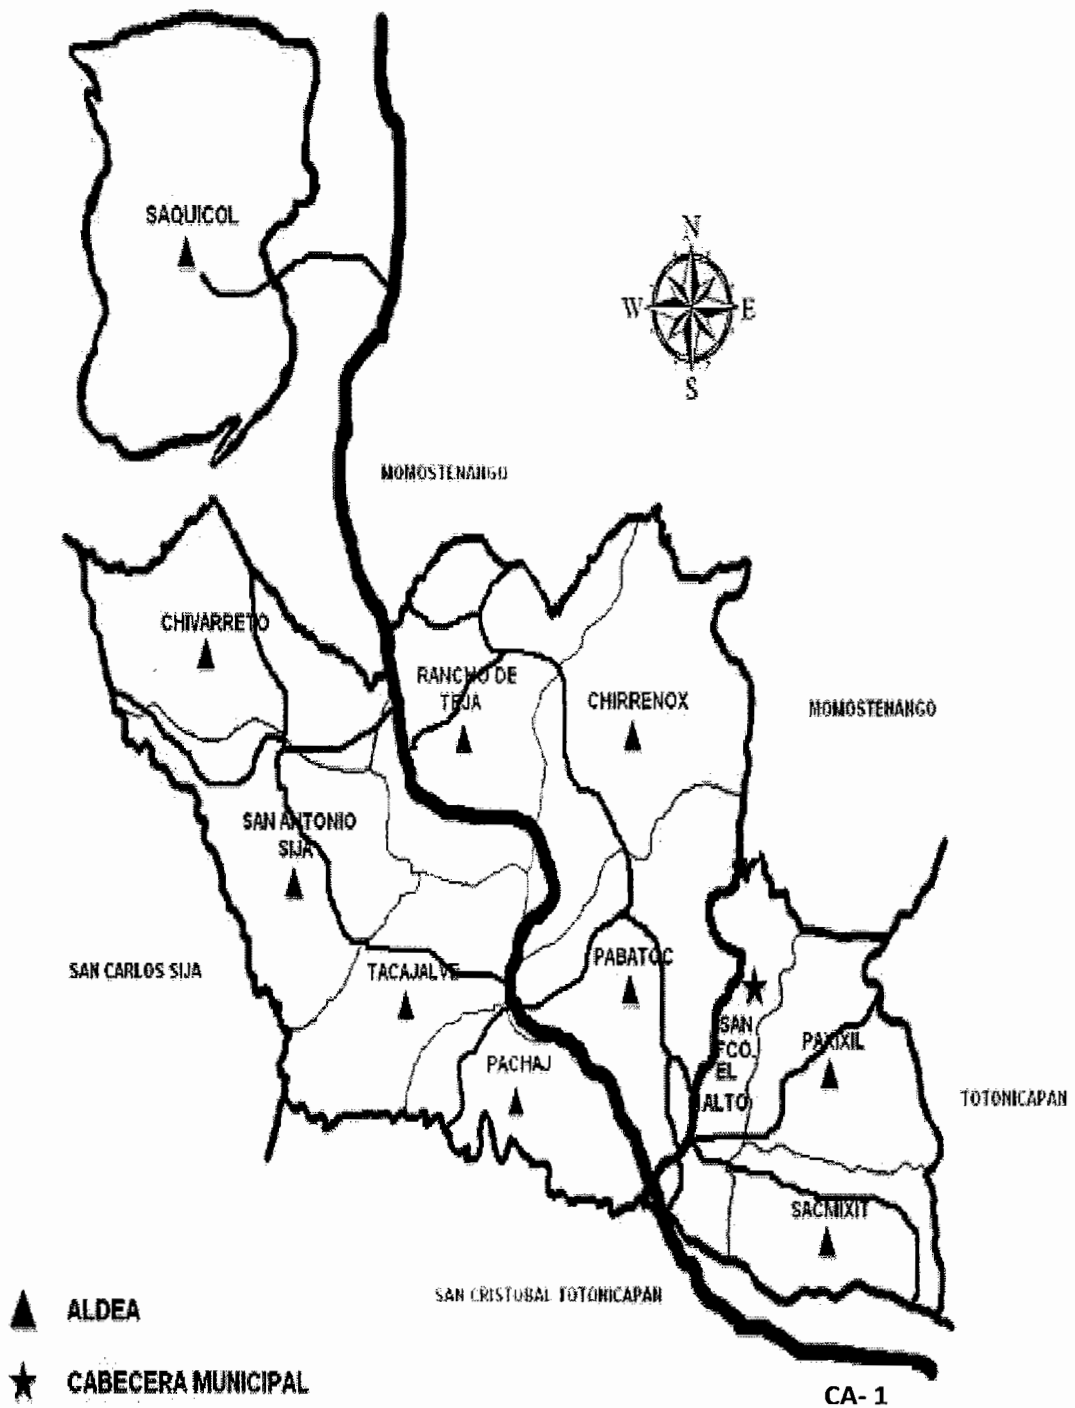 SAQUICOL
N
W
E
S
MOMOSTENANGO
CHIVARRETO
RANCHO DE
TEJA
CHIRRENOX
MOMOSTENANGO
SAN ANTONIO
SIJA
SAN CARLOS SIJA
TACAJALVE
PABATOC
SAN
FCO.
EL
ALTO
PAXIXIL
PACHAJ
TOTONICAPAN
SACMIXIT
SAN CRISTOBAL TOTONICAPAN
ALDEA
CABECERA MUNICIPAL
CA- 1